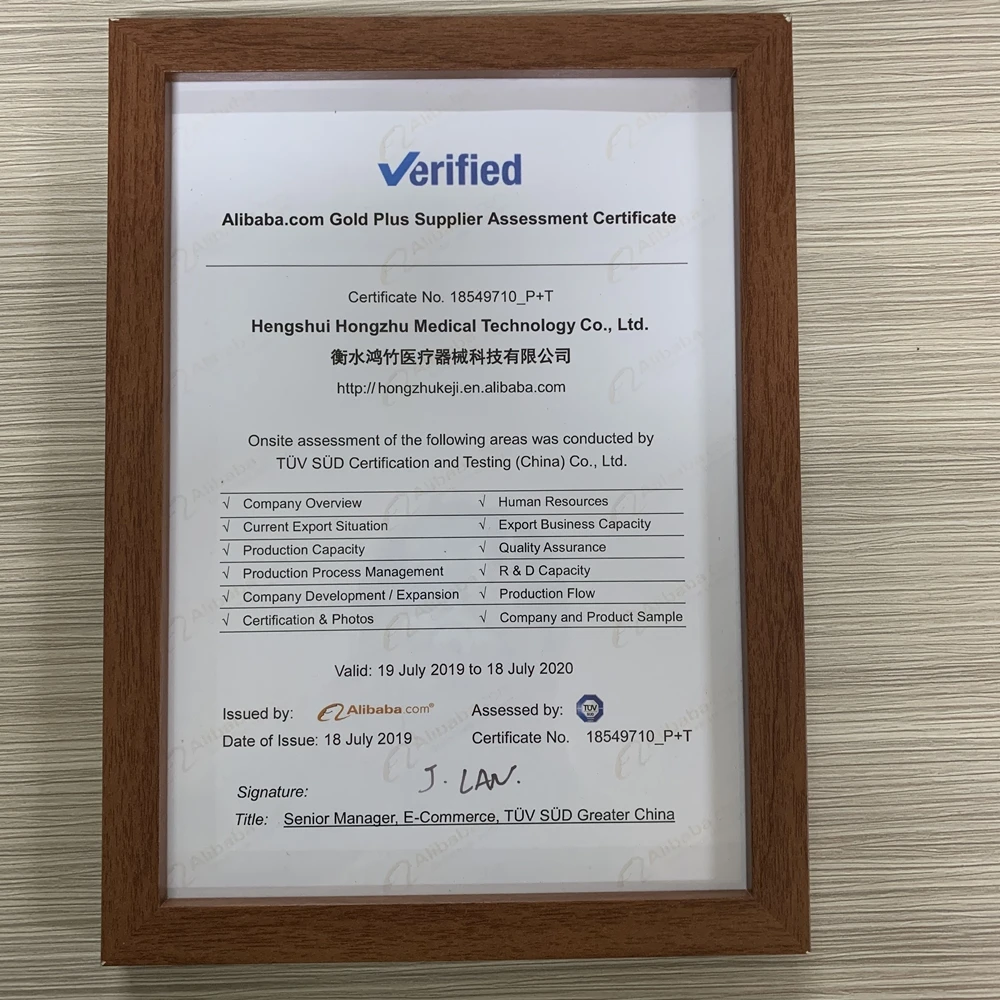 Verified
Alibaba.com Gold Plus Supplier Assessment Certificate
Certificate No. 18549710_P+T
Hengshui Hongzhu Medical Technology Co., Ltd.
衡水鸿竹医疗器械科技有限公司
http://hongzhukeji.en.alibaba.com
Onsite assessment of the following areas was conducted by
TÜV SÜD Certification and Testing (China) Co., Ltd.
√ Company Overview √ Human Resources
√ Current Export Situation √ Export Business Capacity
√ Production Capacity √ Quality Assurance
√ Production Process Management √ R & D Capacity
√ Company Development / Expansion √ Production Flow
√ Certification & Photos √ Company and Product Sample
Valid: 19 July 2019 to 18 July 2020
Issued by: Alibaba.com® Assessed by: TÜV SÜD
Date of Issue: 18 July 2019 Certificate No. 18549710_P+T
Signature: J. LAN.
Title: Senior Manager, E-Commerce, TÜV SÜD Greater China